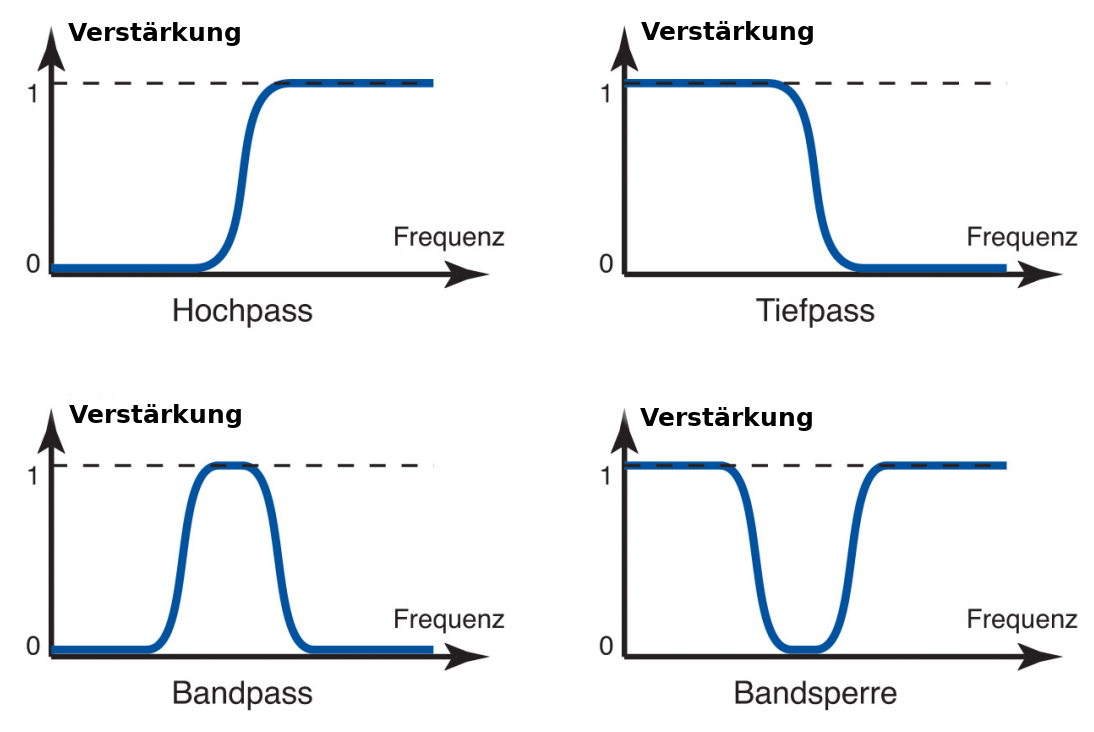 Verstärkung
1
0
Frequenz
Hochpass
Verstärkung
1
0
Frequenz
Tiefpass
Verstärkung
1
0
Frequenz
Bandpass
Verstärkung
1
0
Frequenz
Bandsperre